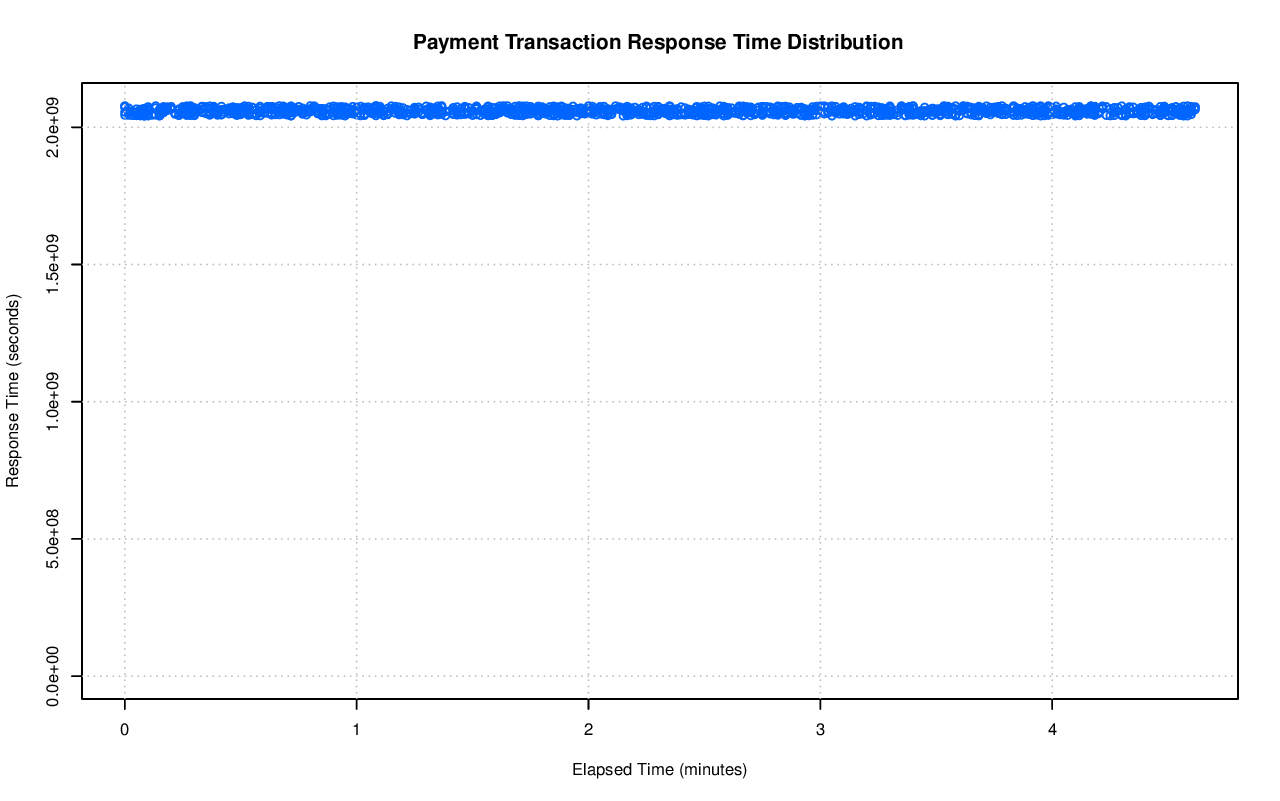 Payment Transaction Response Time Distribution
2.0e+09
1.5e+09
1.0e+09
5.0e+08
0.0e+00
Response Time (seconds)
0 1 2 3 4
Elapsed Time (minutes)